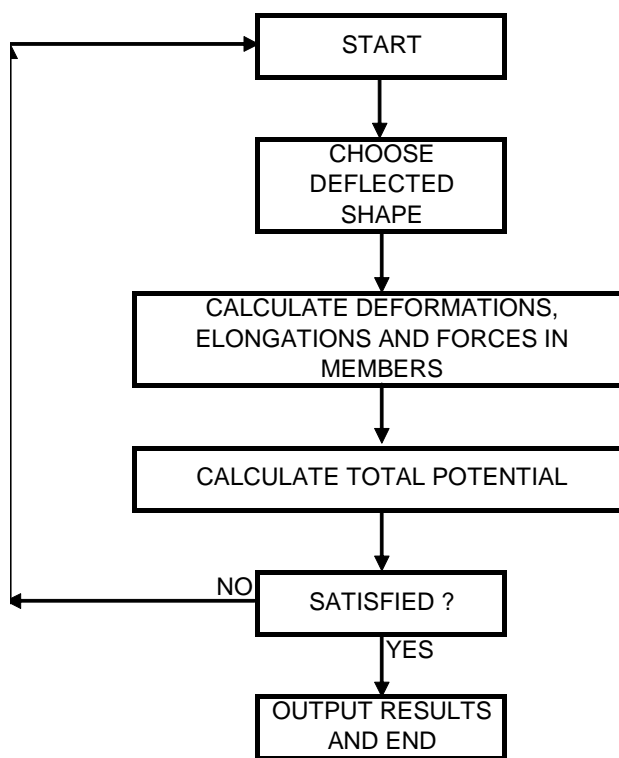 START
CHOOSE
DEFLECTED
SHAPE
CALCULATE DEFORMATIONS,
ELONGATIONS AND FORCES IN
MEMBERS
CALCULATE TOTAL POTENTIAL
NO
SATISFIED ?
YES
OUTPUT RESULTS
AND END